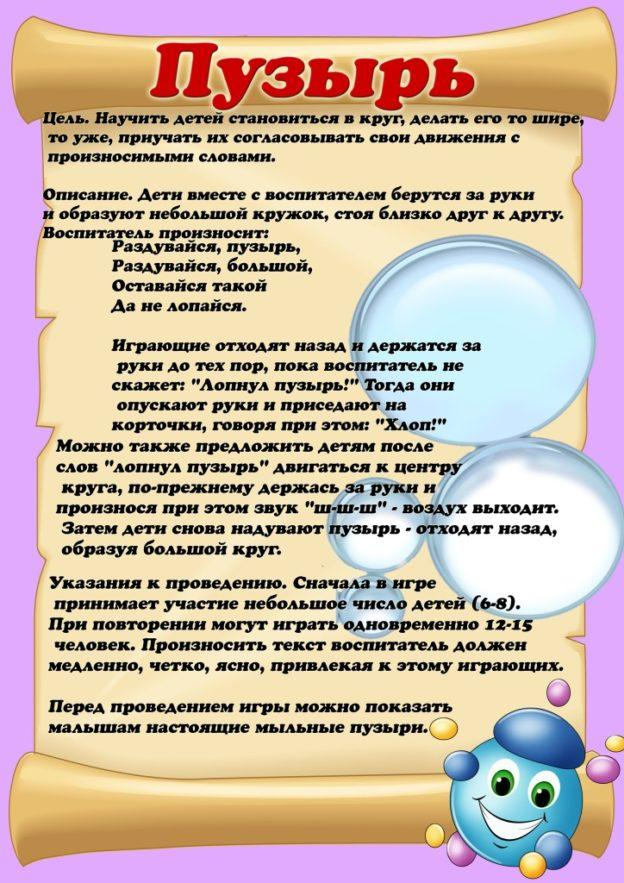 Пузырь
Цель. Научить детей становиться в круг, делать его то шире,
то уже, приучать их согласовывать свои движения с
произносимыми словами.
Описание. Дети вместе с воспитателем берутся за руки
и образуют небольшой кружок, стоя близко друг к другу.
Воспитатель произносит:
Раздувайся, пузырь,
Раздувайся, большой,
Оставайся такой
Да не лопайся.
Играющие отходят назад и держатся за
руки до тех пор, пока воспитатель не
скажет: "Лопнул пузырь!" Тогда они
опускают руки и приседают на
корточки, говоря при этом: "Хлоп!"
Можно также предложить детям после
слов "лопнул пузырь" двигаться к центру
круга, по-прежнему держась за руки и
произнося при этом звук "ш-ш-ш" - воздух выходит.
Затем дети снова надувают пузырь - отходят назад,
образуя большой круг.
Указания к проведению. Сначала в игре
принимает участие небольшое число детей (6-8).
При повторении могут играть одновременно 12-15
человек. Произносить текст воспитатель должен
медленно, четко, ясно, привлекая к этому играющих.
Перед проведением игры можно показать
малышам настоящие мыльные пузыри.